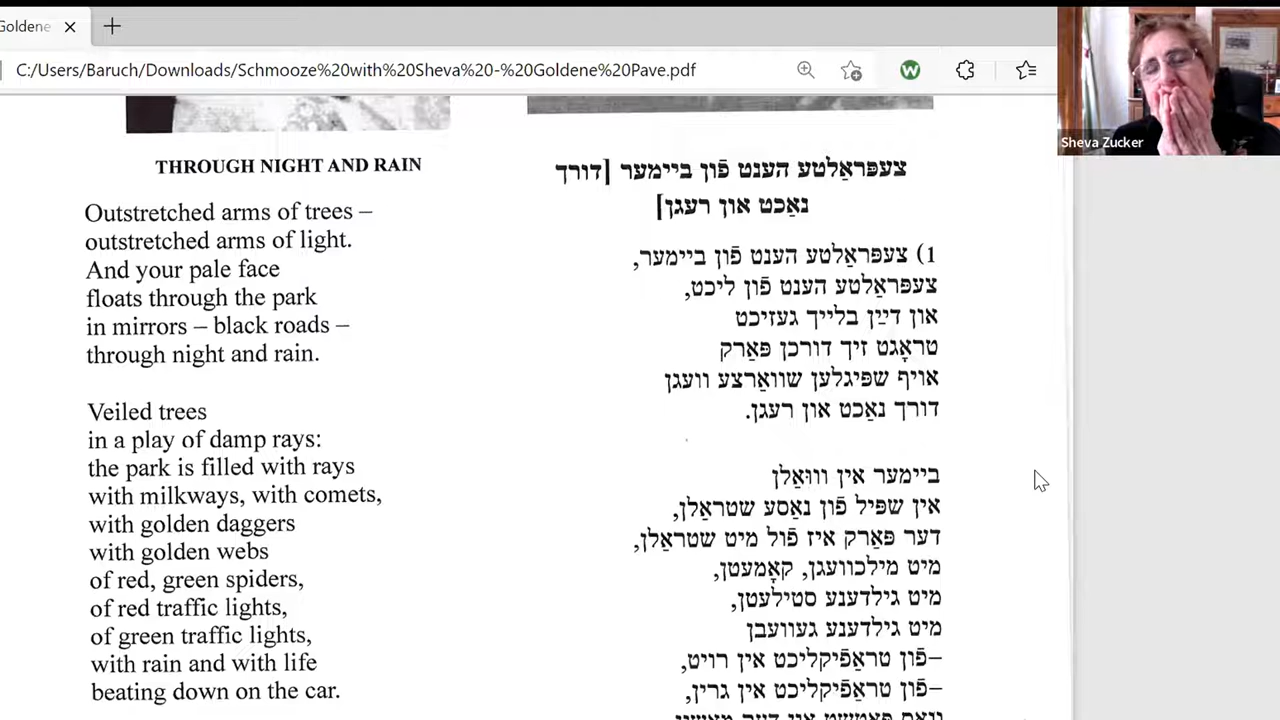 Goldene
C:/Users/Baruch/Downloads/Schmooze%20with%20Sheva%20-%20Goldene%20Pave.pdf
Sheva Zucker
THROUGH NIGHT AND RAIN
Outstretched arms of trees –
outstretched arms of light.
And your pale face
floats through the park
in mirrors – black roads –
through night and rain.
Veiled trees
in a play of damp rays:
the park is filled with rays
with milkways, with comets,
with golden daggers
with golden webs
of red, green spiders,
of red traffic lights,
of green traffic lights,
with rain and with life
beating down on the car.
צעפּראַלטע הענט פֿון ביימער [דורך
נאַכט און רעגן]
1) צעפּראַלטע הענט פֿון ביימער,
צעפּראַלטע הענט פֿון ליכט,
און דײַן בלייך געזיכט
טראָגט זיך דורכן פּאַרק
אויף שפּיגלען שוואַרצע וועגן
דורך נאַכט און רעגן.
ביימער אין וווּאַלן
אין שפּיל פֿון נאַסע שטראַלן,
דער פּאַרק איז פֿול מיט שטראַלן,
מיט מילכוועגן, קאָמעטן,
מיט גילדענע סטילעטן,
מיט גילדענע געוועבן
–פֿון טראַפֿיקליכט אין רויט,
–פֿון טראַפֿיקליכט אין גרין,